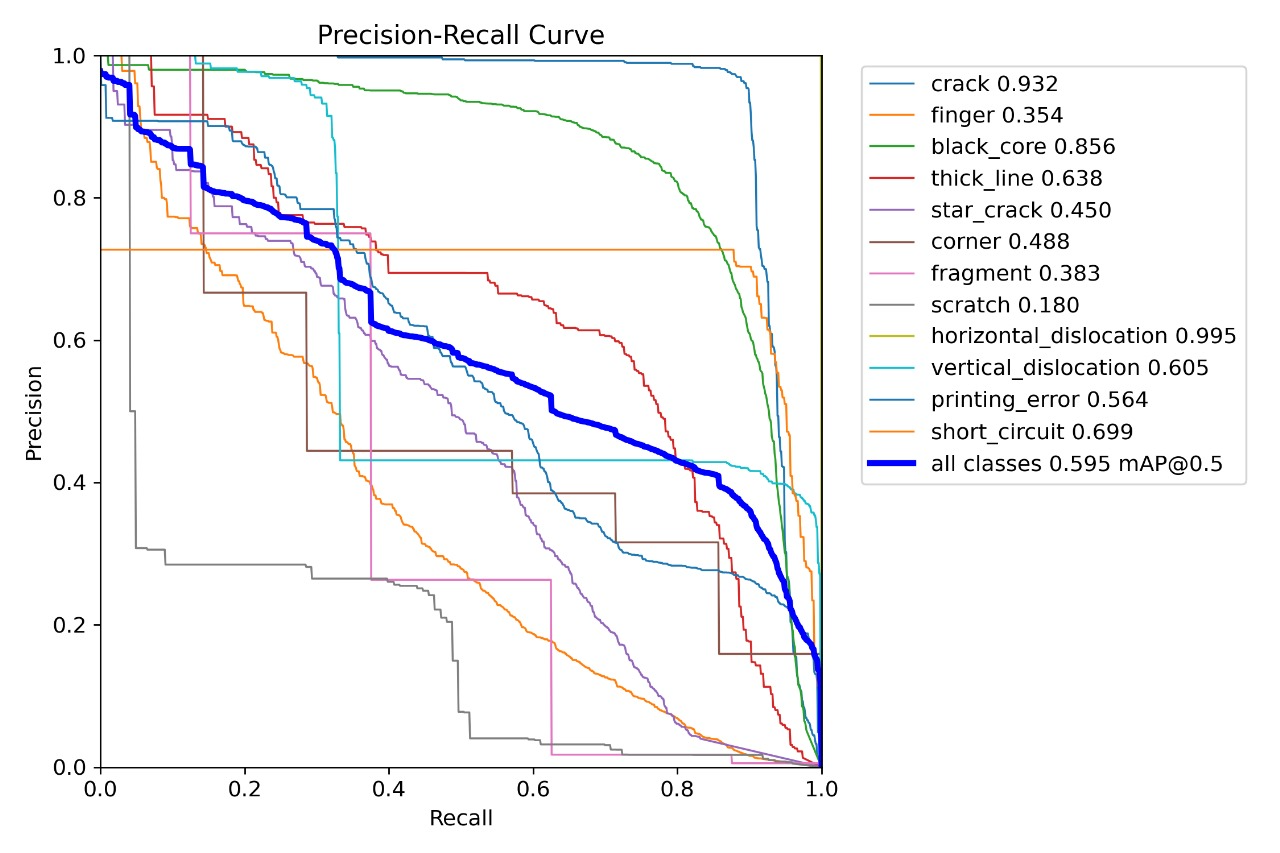 Precision-Recall Curve
1.0
0.8
0.6
0.4
0.2
0.0
Precision
0.0 0.2 0.4 0.6 0.8 1.0
Recall
crack 0.932
finger 0.354
black_core 0.856
thick_line 0.638
star_crack 0.450
corner 0.488
fragment 0.383
scratch 0.180
horizontal_dislocation 0.995
vertical_dislocation 0.605
printing_error 0.564
short_circuit 0.699
all classes 0.595 mAP@0.5